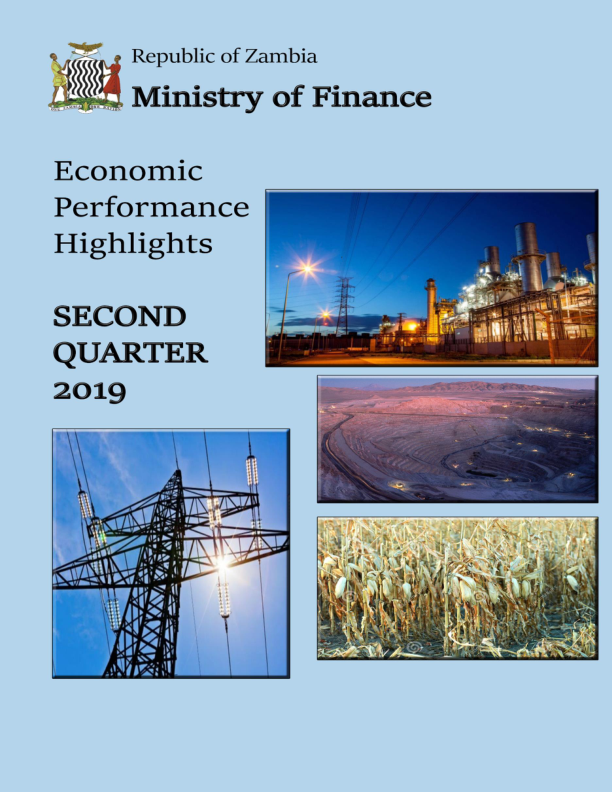 Republic of Zambia
Ministry of Finance
Economic
Performance
Highlights
SECOND
QUARTER
2019